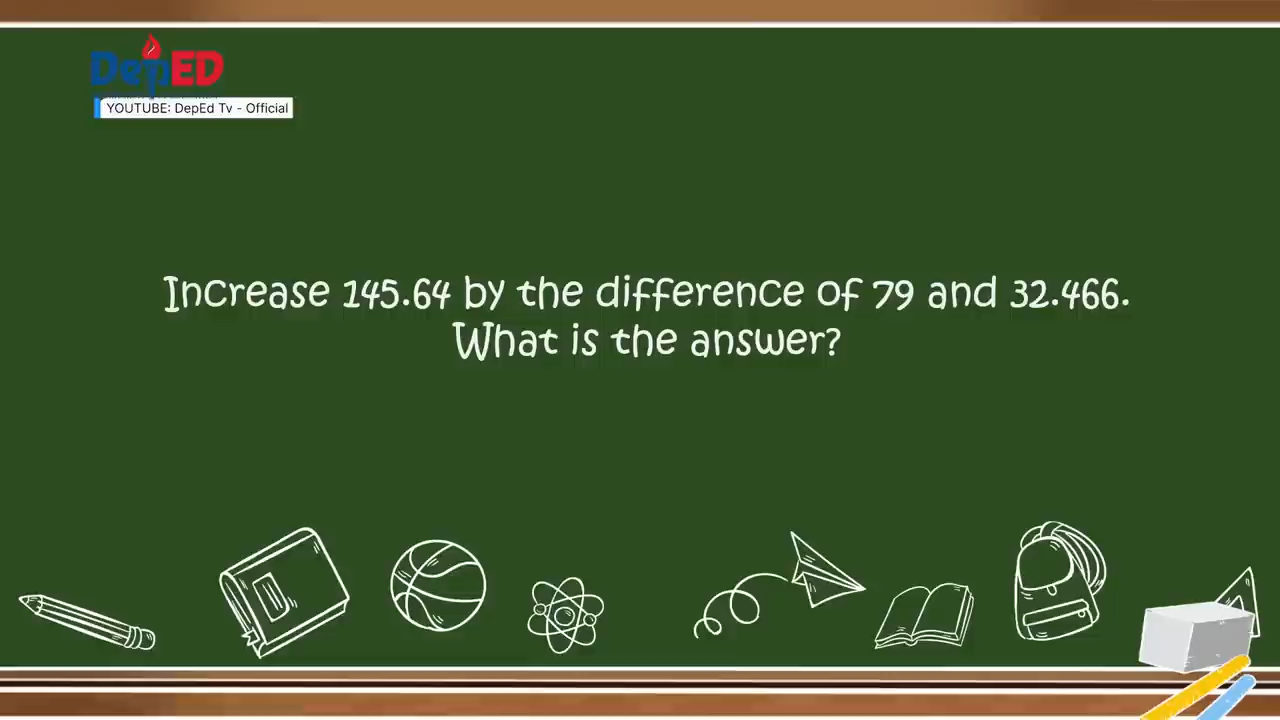 DepED
YOUTUBE: DepEd Tv - Official
Increase 145.64 by the difference of 79 and 32.466.
What is the answer?